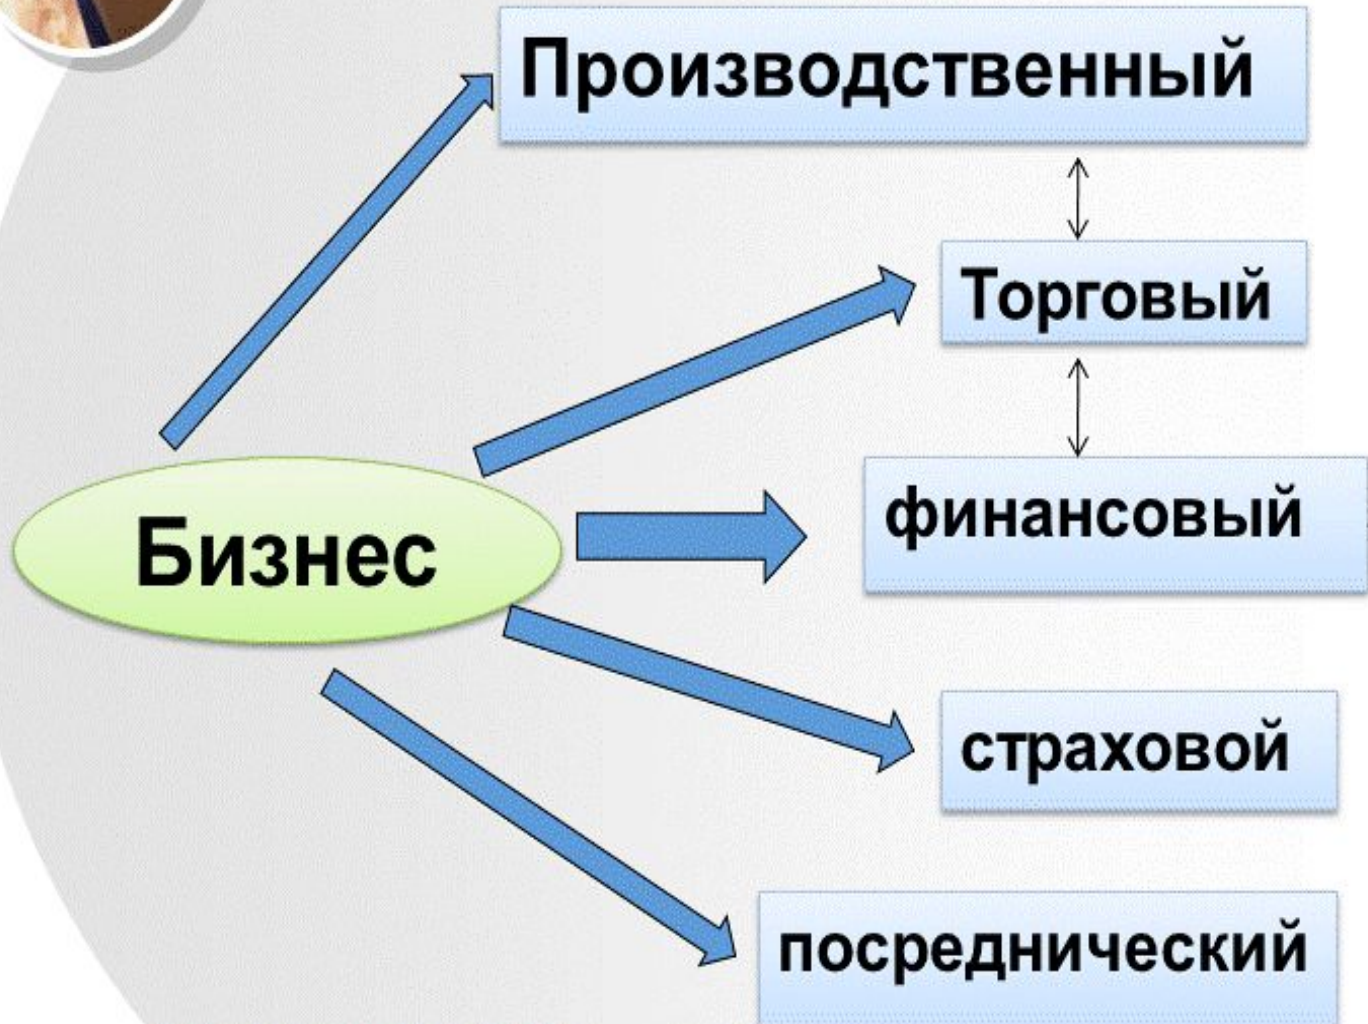 Производственный
Торговый
финансовый
Бизнес
страховой
посреднический